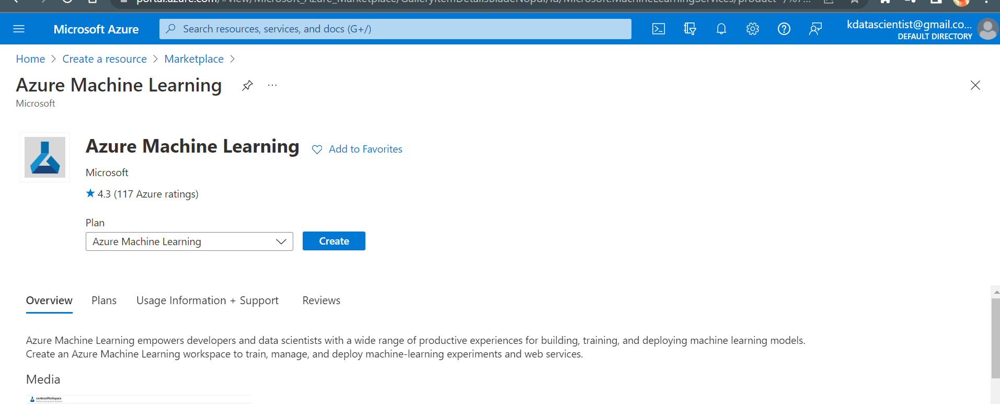 portal.azure.com/#view/Microsoft_Azure_Marketplace/GalleryItemDetailsBladeNopdl/id/Microsoft.MachineLearningServices/product
Microsoft Azure
Search resources, services, and docs (G+/)
kdatascientist@gmail.co...
DEFAULT DIRECTORY
Home > Create a resource > Marketplace >
Azure Machine Learning ...
Microsoft
Azure Machine Learning
Add to Favorites
Microsoft
★ 4.3 (117 Azure ratings)
Plan
Azure Machine Learning
Create
Overview Plans Usage Information + Support Reviews
Azure Machine Learning empowers developers and data scientists with a wide range of productive experiences for building, training, and deploying machine learning models.
Create an Azure Machine Learning workspace to train, manage, and deploy machine-learning experiments and web services.
Media
contosoWorkspace